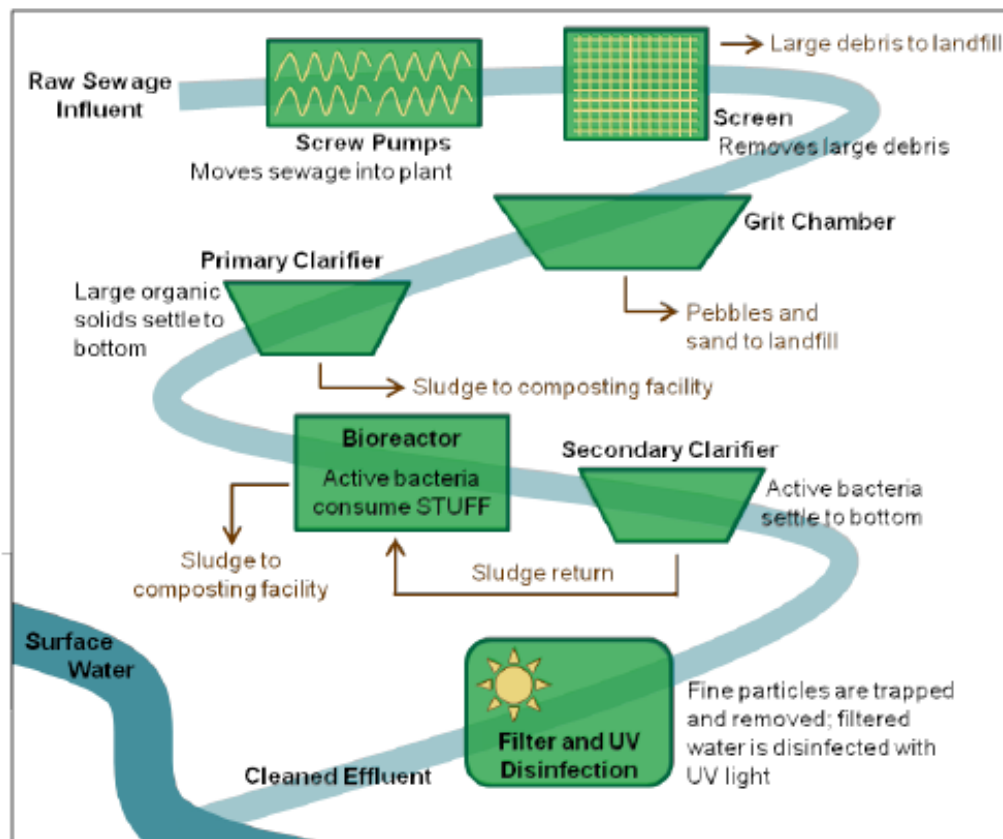 Raw Sewage
Influent
Screw Pumps
Moves sewage into plant
Large debris to landfill
Screen
Removes large debris
Grit Chamber
Pebbles and
sand to landfill
Primary Clarifier
Large organic
solids settle to
bottom
Sludge to composting facility
Bioreactor
Active bacteria
consume STUFF
Sludge to
composting facility
Secondary Clarifier
Active bacteria
settle to bottom
Sludge return
Filter and UV
Disinfection
Fine particles are trapped
and removed; filtered
water is disinfected with
UV light
Cleaned Effluent
Surface
Water